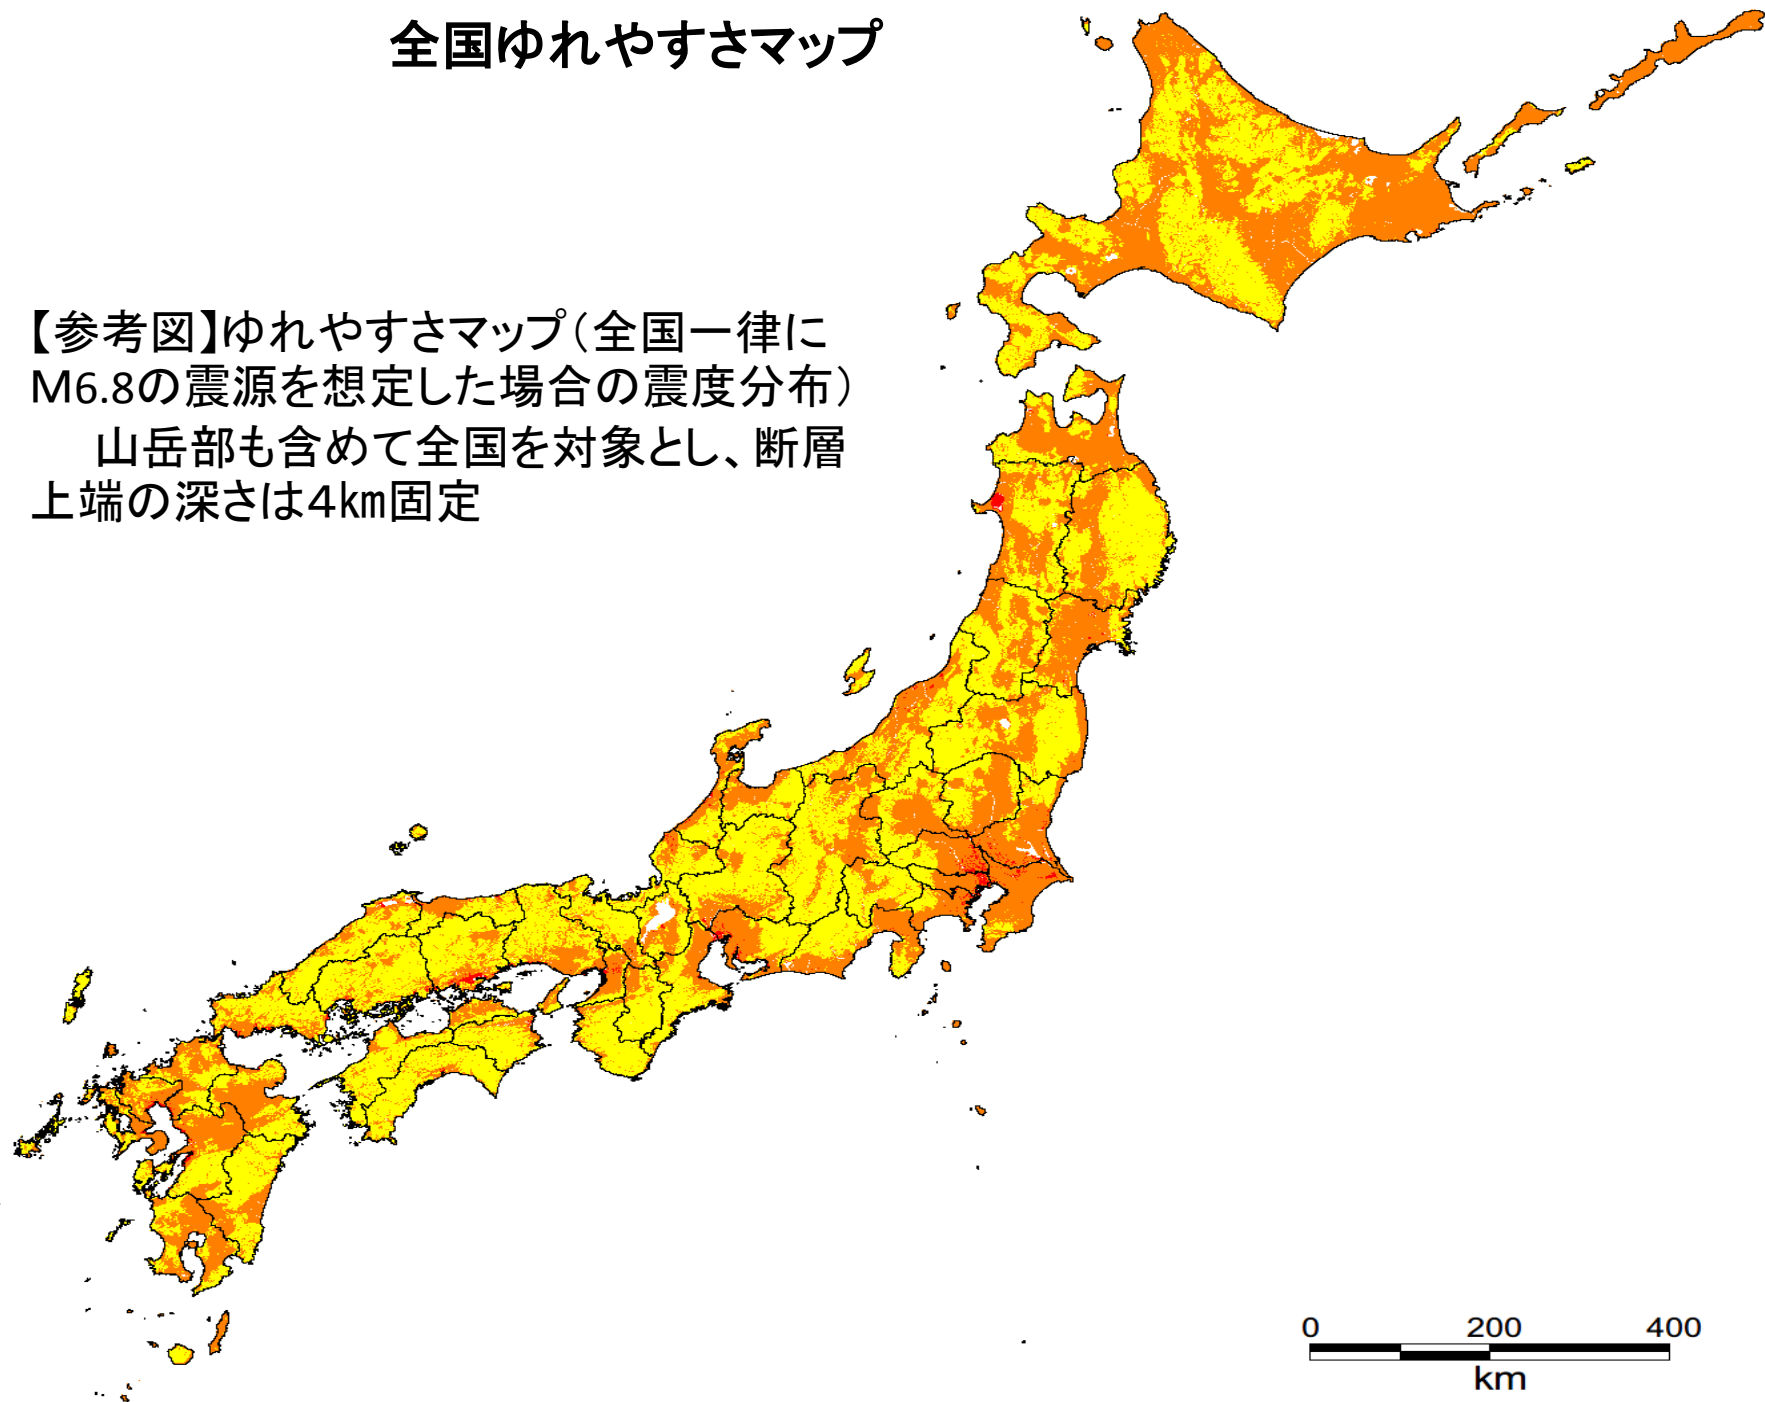 全国ゆれやすさマップ
【参考図】ゆれやすさマップ（全国一律に
M6.8の震源を想定した場合の震度分布）
山岳部も含めて全国を対象とし、断層
上端の深さは4㎞固定
0 200 400
km